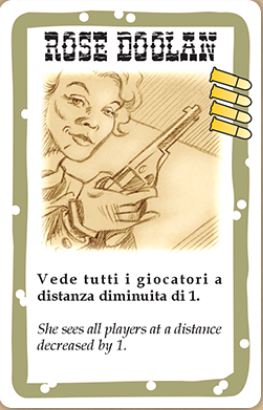 ROSE DOOLAN
Vede tutti i giocatori a
distanza diminuita di 1.
She sees all players at a distance
decreased by 1.